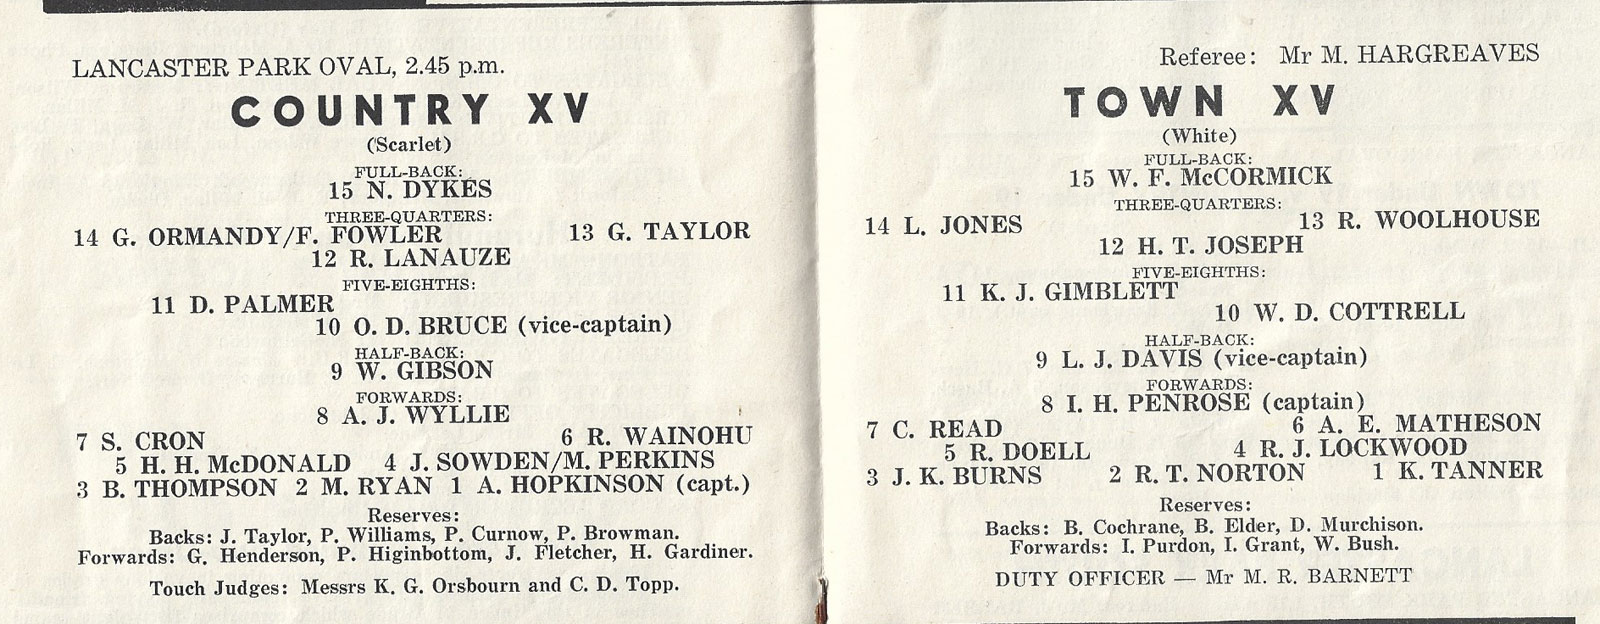 LANCASTER PARK OVAL, 2.45 p.m.
COUNTRY XV
(Scarlet)
FULL-BACK:
15 N. DYKES
THREE-QUARTERS:
14 G. ORMANDY/F. FOWLER 13 G. TAYLOR
12 R. LANAUZE
FIVE-EIGHTHS:
11 D. PALMER
10 O. D. BRUCE (vice-captain)
HALF-BACK:
9 W. GIBSON
FORWARDS:
8 A. J. WYLLIE
7 S. CRON 6 R. WAINOHU
5 H. H. McDONALD 4 J. SOWDEN/M. PERKINS
3 B. THOMPSON 2 M. RYAN 1 A. HOPKINSON (capt.)
Reserves:
Backs: J. Taylor, P. Williams, P. Curnow, P. Browman.
Forwards: G. Henderson, P. Higinbottom, J. Fletcher, H. Gardiner.
Touch Judges: Messrs K. G. Orsbourn and C. D. Topp.
Referee: Mr M. HARGREAVES
TOWN XV
(White)
FULL-BACK:
15 W. F. McCORMICK
THREE-QUARTERS:
14 L. JONES 13 R. WOOLHOUSE
12 H. T. JOSEPH
FIVE-EIGHTHS:
11 K. J. GIMBLETT
10 W. D. COTTRELL
HALF-BACK:
9 L. J. DAVIS (vice-captain)
FORWARDS:
8 I. H. PENROSE (captain)
7 C. READ 6 A. E. MATHESON
5 R. DOELL 4 R. J. LOCKWOOD
3 J. K. BURNS 2 R. T. NORTON 1 K. TANNER
Reserves:
Backs: B. Cochrane, B. Elder, D. Murchison.
Forwards: I. Purdon, I. Grant, W. Bush.
DUTY OFFICER — Mr M. R. BARNETT